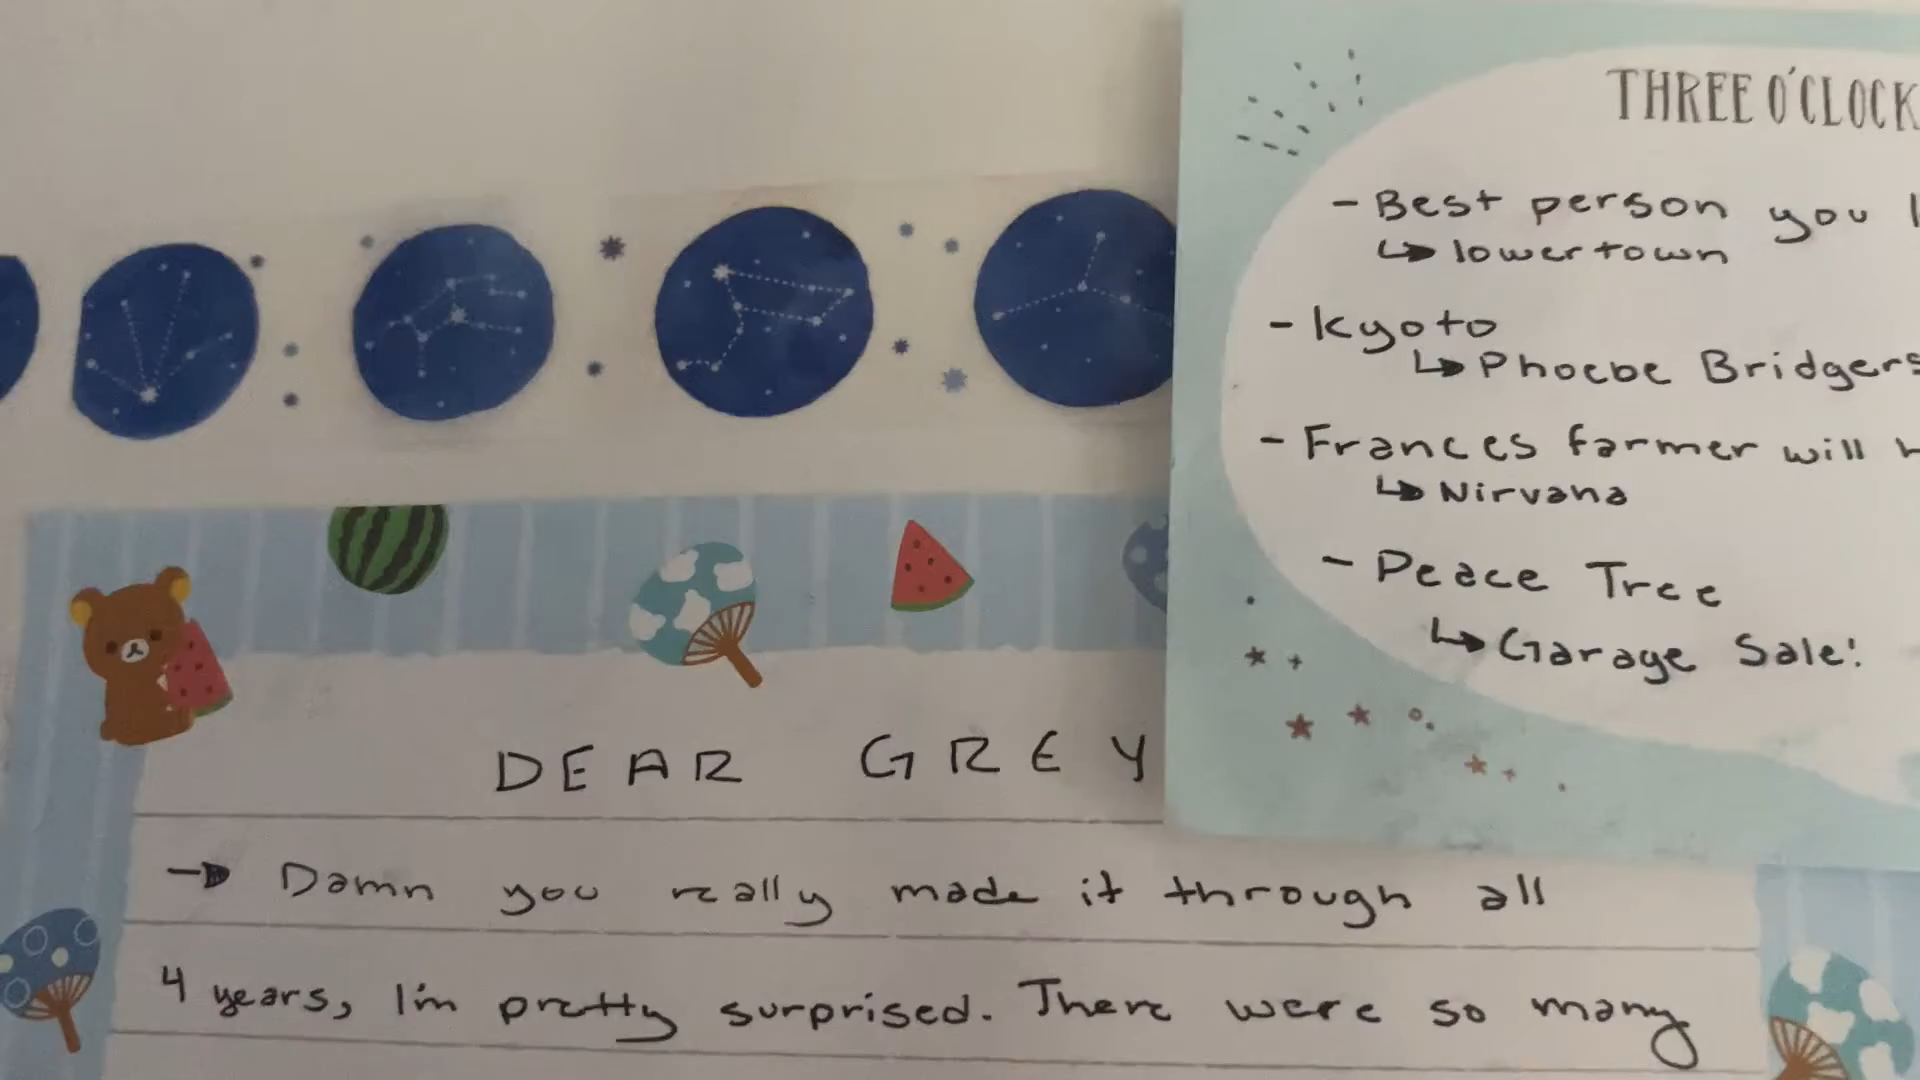 THREE O'CLOCK
- Best person you
↳ lowertown
- Kyoto
↳ Phoebe Bridgers
- Frances farmer will
↳ Nirvana
- Peace Tree
↳ Garage Sale!
DEAR GREY
→ Damn you really made it through all
4 years, I'm pretty surprised. There were so many